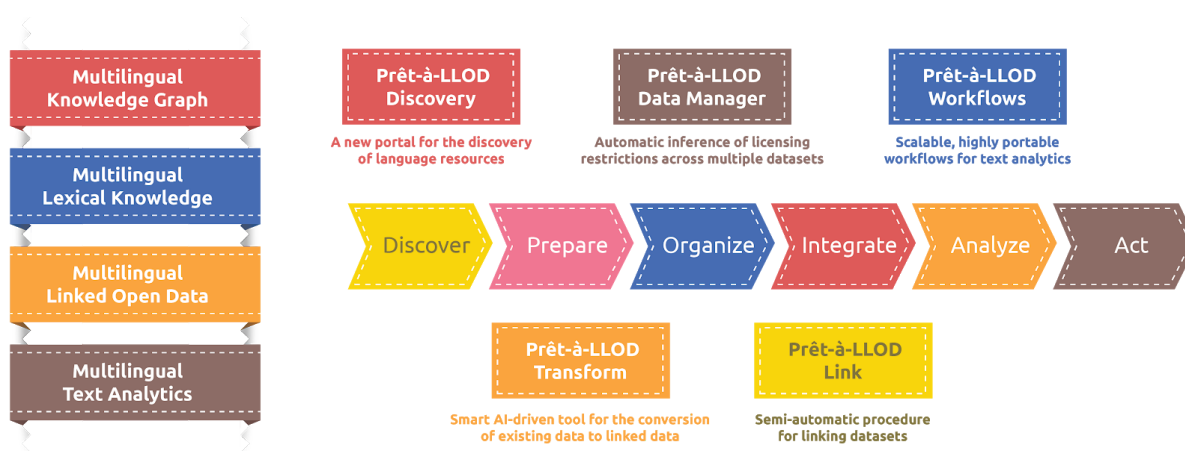 Multilingual
Knowledge Graph
Multilingual
Lexical Knowledge
Multilingual
Linked Open Data
Multilingual
Text Analytics
Prêt-à-LLOD
Discovery
A new portal for the discovery
of language resources
Prêt-à-LLOD
Data Manager
Automatic inference of licensing
restrictions across multiple datasets
Prêt-à-LLOD
Workflows
Scalable, highly portable
workflows for text analytics
Discover
Prepare
Organize
Integrate
Analyze
Act
Prêt-à-LLOD
Transform
Smart AI-driven tool for the conversion
of existing data to linked data
Prêt-à-LLOD
Link
Semi-automatic procedure
for linking datasets